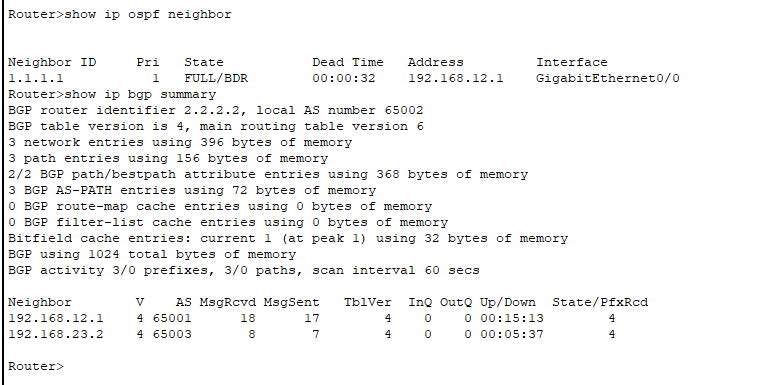 Router>show ip ospf neighbor
Neighbor ID     Pri   State           Dead Time   Address         Interface
1.1.1.1           1   FULL/BDR        00:00:32    192.168.12.1    GigabitEthernet0/0
Router>show ip bgp summary
BGP router identifier 2.2.2.2, local AS number 65002
BGP table version is 4, main routing table version 6
3 network entries using 396 bytes of memory
3 path entries using 156 bytes of memory
2/2 BGP path/bestpath attribute entries using 368 bytes of memory
3 BGP AS-PATH entries using 72 bytes of memory
0 BGP route-map cache entries using 0 bytes of memory
0 BGP filter-list cache entries using 0 bytes of memory
Bitfield cache entries: current 1 (at peak 1) using 32 bytes of memory
BGP using 1024 total bytes of memory
BGP activity 3/0 prefixes, 3/0 paths, scan interval 60 secs
Neighbor        V    AS MsgRcvd MsgSent   TblVer  InQ OutQ Up/Down  State/PfxRcd
192.168.12.1    4 65001      18      17        4    0    0 00:15:13        4
192.168.23.2    4 65003       8       7        4    0    0 00:05:37        4
Router>